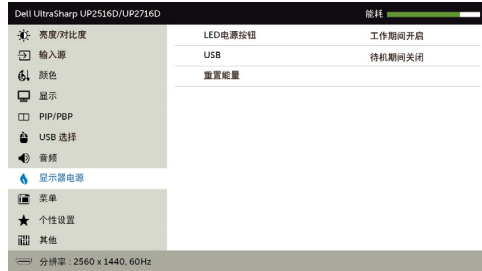 Dell UltraSharp UP2516D/UP2716D 能耗
亮度/对比度 LED电源按钮 工作期间开启
输入源 USB 待机期间关闭
颜色 重置能量
显示
PIP/PBP
USB 选择
音频
显示器电源
菜单
个性设置
其他
分辨率 : 2560 x 1440, 60Hz